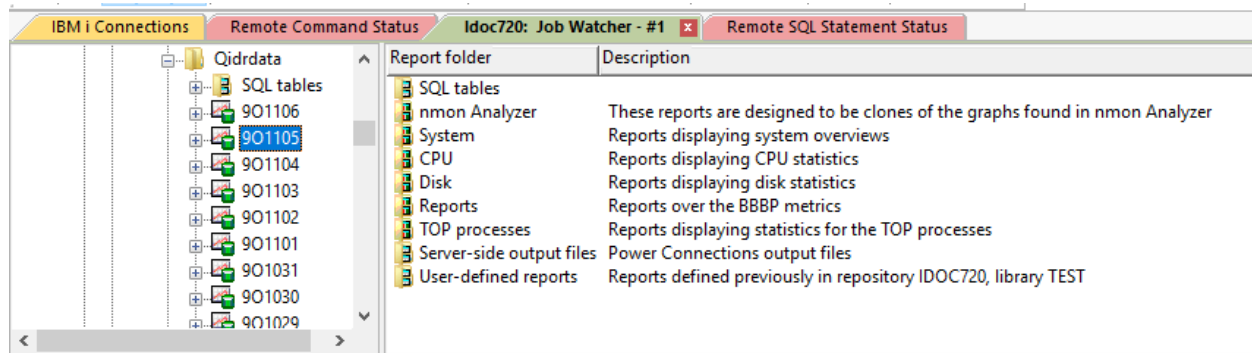 IBM i Connections Remote Command Status Idoc720: Job Watcher - #1 x Remote SQL Statement Status
Qidrdata
SQL tables
9O1106
9O1105
9O1104
9O1103
9O1102
9O1101
9O1031
9O1030
9O1029
Report folder Description
SQL tables
nmon Analyzer These reports are designed to be clones of the graphs found in nmon Analyzer
System Reports displaying system overviews
CPU Reports displaying CPU statistics
Disk Reports displaying disk statistics
Reports Reports over the BBBP metrics
TOP processes Reports displaying statistics for the TOP processes
Server-side output files Power Connections output files
User-defined reports Reports defined previously in repository IDOC720, library TEST